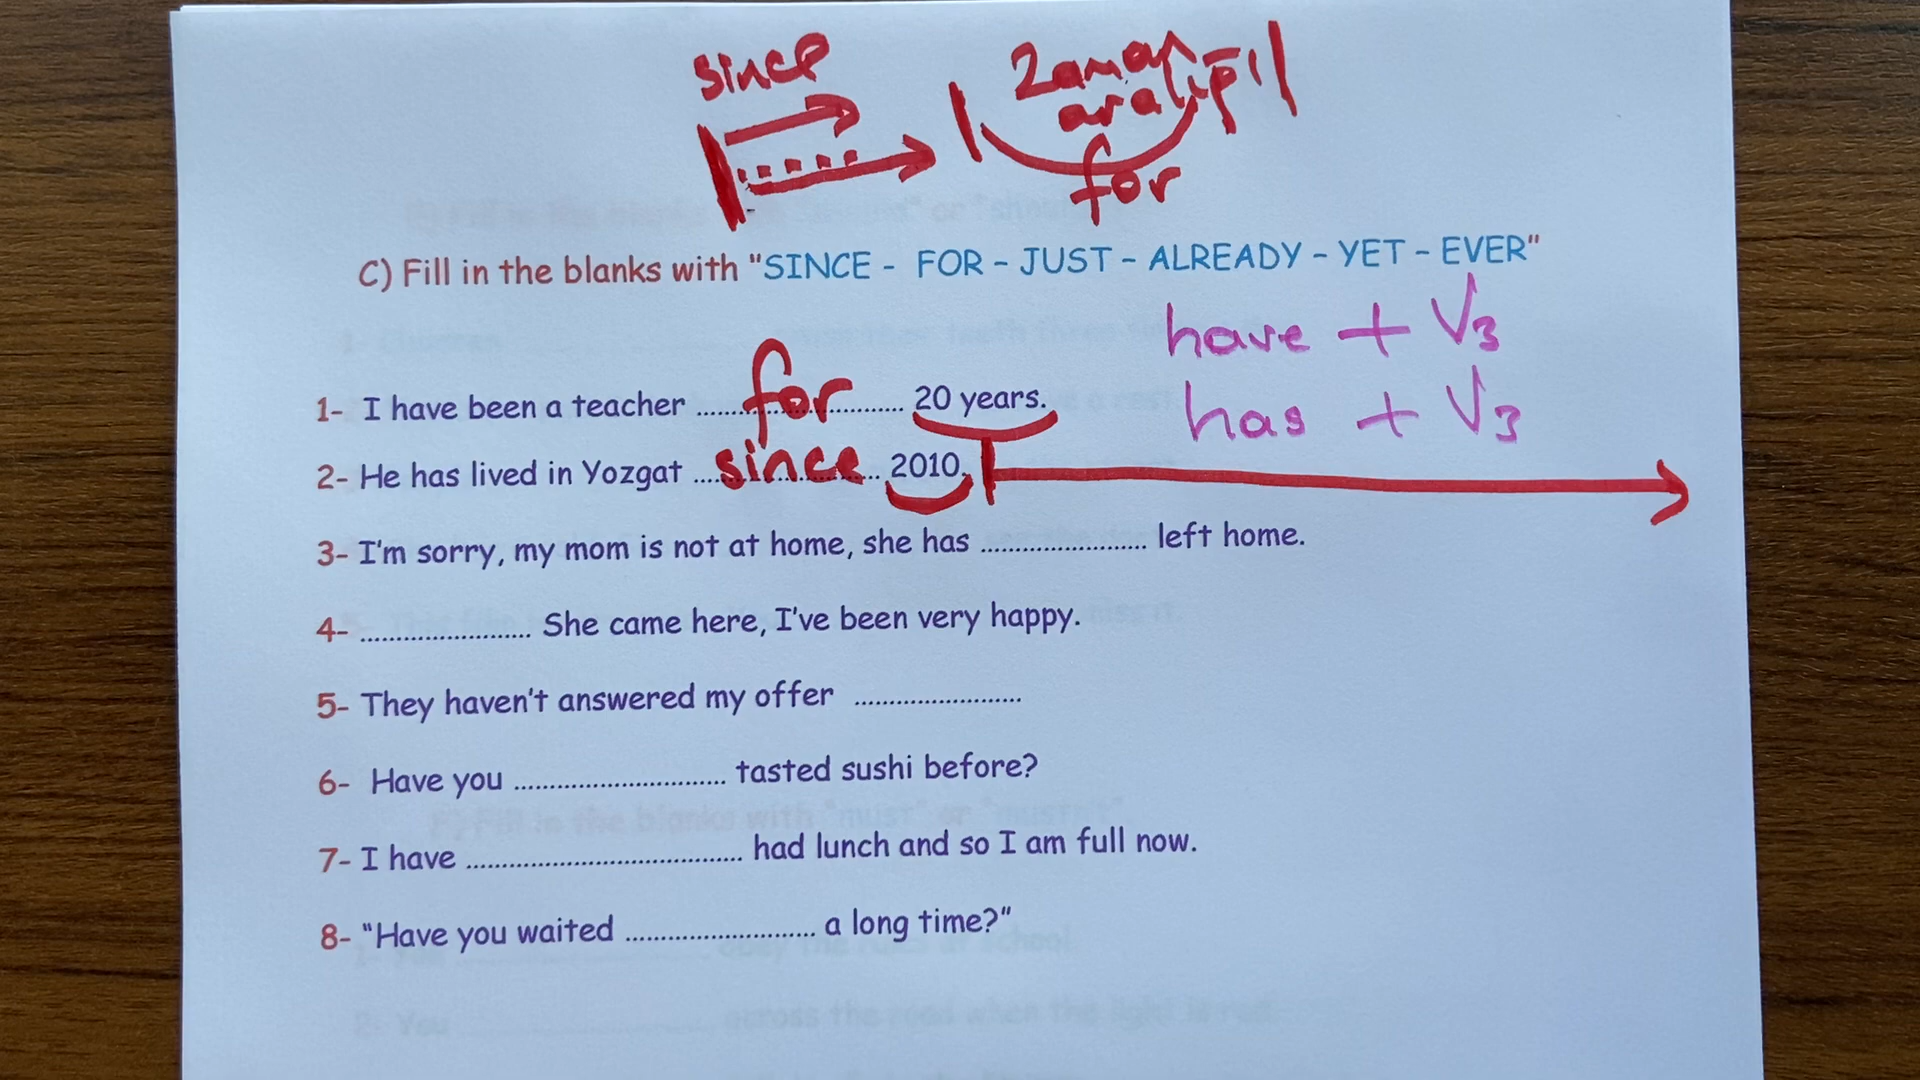 since
zaman
aralığı
for
C) Fill in the blanks with "SINCE - FOR - JUST - ALREADY - YET - EVER"
have + V3
has + V3
1- I have been a teacher ..........for.......... 20 years.
2- He has lived in Yozgat ....since.... 2010.
3- I'm sorry, my mom is not at home, she has ........................ left home.
4- ........................ She came here, I've been very happy.
5- They haven't answered my offer ........................
6- Have you .............................. tasted sushi before?
7- I have ....................................... had lunch and so I am full now.
8- "Have you waited ........................... a long time?"